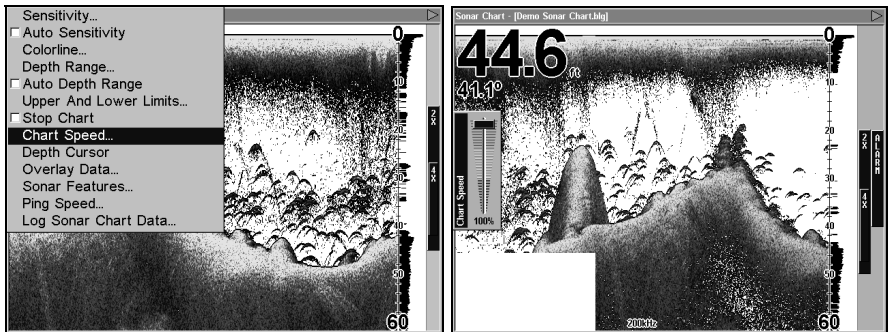 Sensitivity...
Auto Sensitivity
Colorline...
Depth Range...
Auto Depth Range
Upper And Lower Limits...
Stop Chart
Chart Speed...
Depth Cursor
Overlay Data...
Sonar Features...
Ping Speed...
Log Sonar Chart Data...
0
10
20
30
40
50
60
2X
4X
Sonar Chart - [Demo Sonar Chart.blg]
44.6 ft
41.1°
Chart Speed
100%
0
10
20
30
40
50
60
200kHz
2X
4X
ALARM